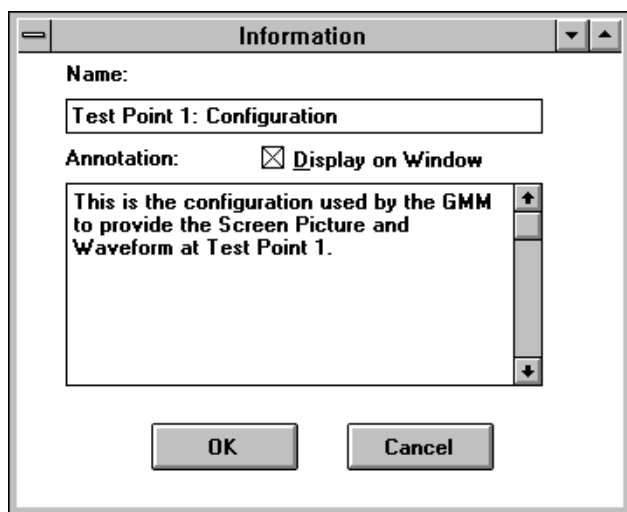 Information
Name:
Test Point 1: Configuration
Annotation:
Display on Window
This is the configuration used by the GMM
to provide the Screen Picture and
Waveform at Test Point 1.
OK
Cancel